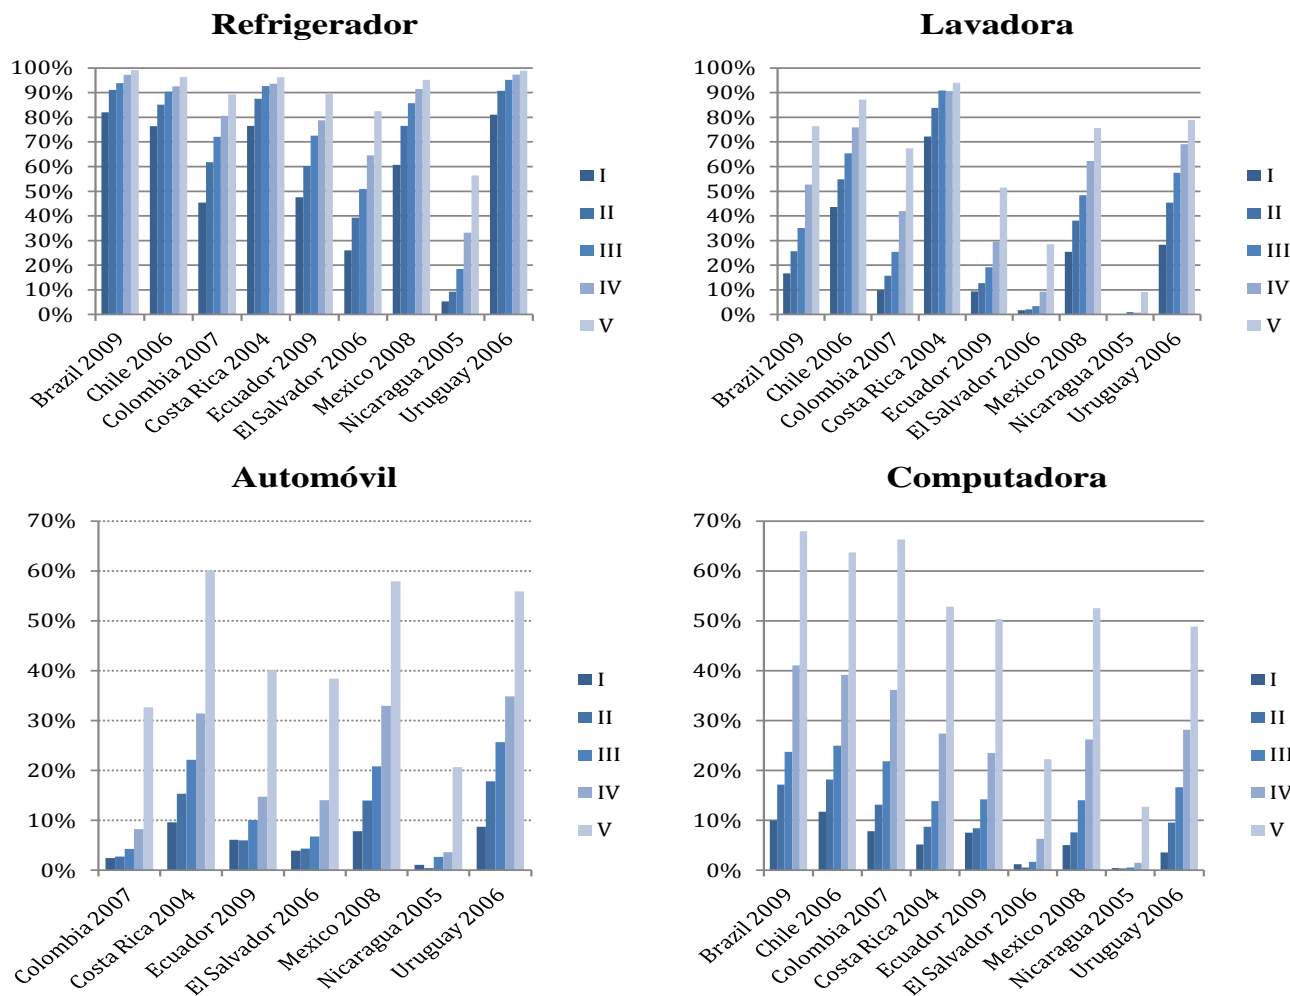 Refrigerador
100%
90%
80%
70%
60%
50%
40%
30%
20%
10%
0%
Brazil 2009
Chile 2006
Colombia 2007
Costa Rica 2004
Ecuador 2009
El Salvador 2006
Mexico 2008
Nicaragua 2005
Uruguay 2006
I
II
III
IV
V
Lavadora
100%
90%
80%
70%
60%
50%
40%
30%
20%
10%
0%
Brazil 2009
Chile 2006
Colombia 2007
Costa Rica 2004
Ecuador 2009
El Salvador 2006
Mexico 2008
Nicaragua 2005
Uruguay 2006
I
II
III
IV
V
Automóvil
70%
60%
50%
40%
30%
20%
10%
0%
Colombia 2007
Costa Rica 2004
Ecuador 2009
El Salvador 2006
Mexico 2008
Nicaragua 2005
Uruguay 2006
I
II
III
IV
V
Computadora
70%
60%
50%
40%
30%
20%
10%
0%
Brazil 2009
Chile 2006
Colombia 2007
Costa Rica 2004
Ecuador 2009
El Salvador 2006
Mexico 2008
Nicaragua 2005
Uruguay 2006
I
II
III
IV
V